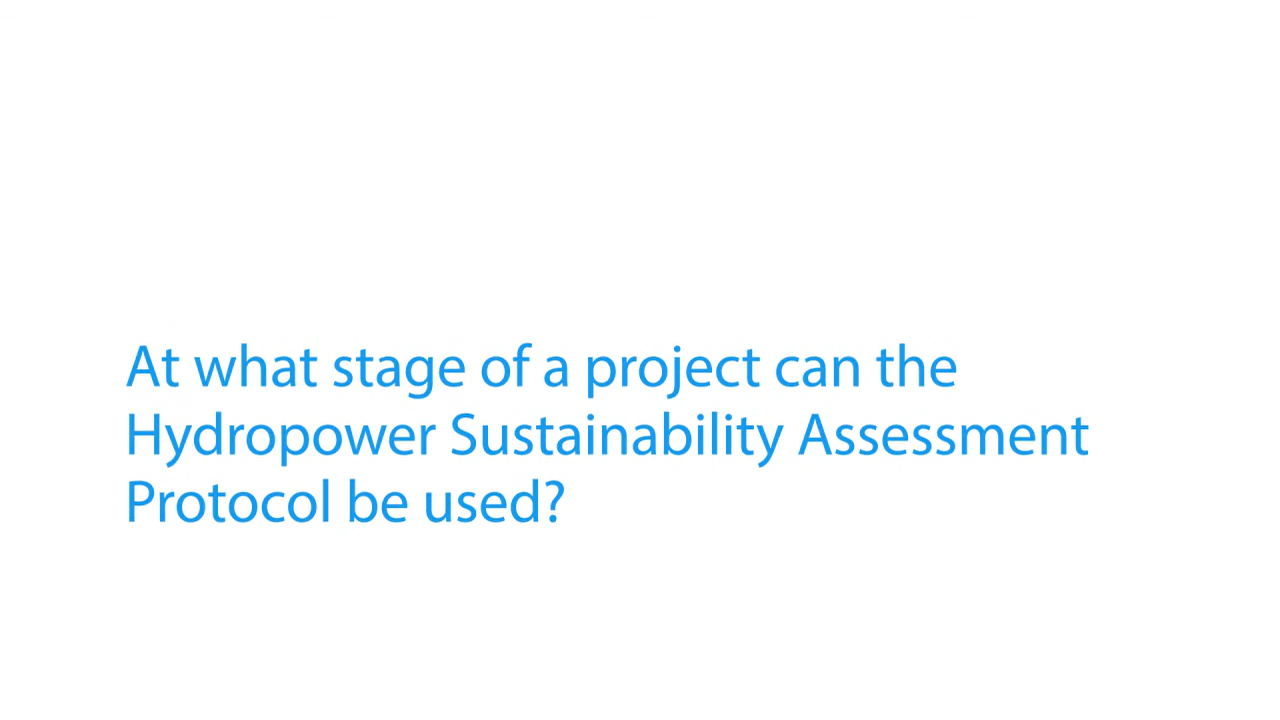 At what stage of a project can the
Hydropower Sustainability Assessment
Protocol be used?